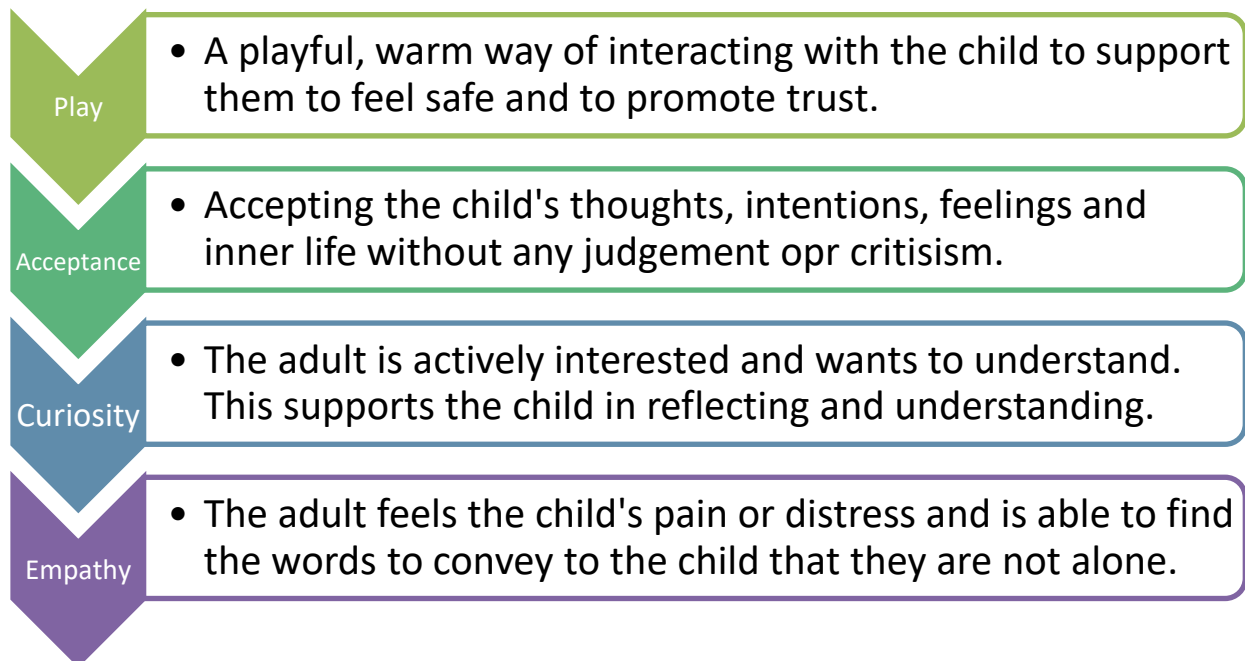 Play
• A playful, warm way of interacting with the child to support
them to feel safe and to promote trust.
Acceptance
• Accepting the child's thoughts, intentions, feelings and
inner life without any judgement opr critisism.
Curiosity
• The adult is actively interested and wants to understand.
This supports the child in reflecting and understanding.
Empathy
• The adult feels the child's pain or distress and is able to find
the words to convey to the child that they are not alone.